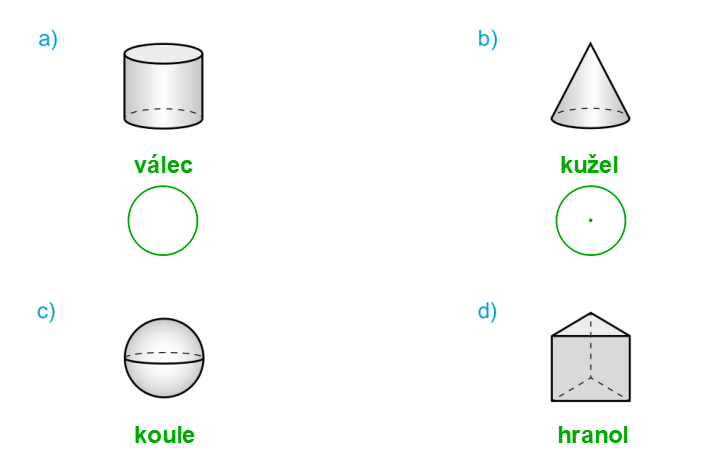 a)
b)
válec
kužel
c)
d)
koule
hranol